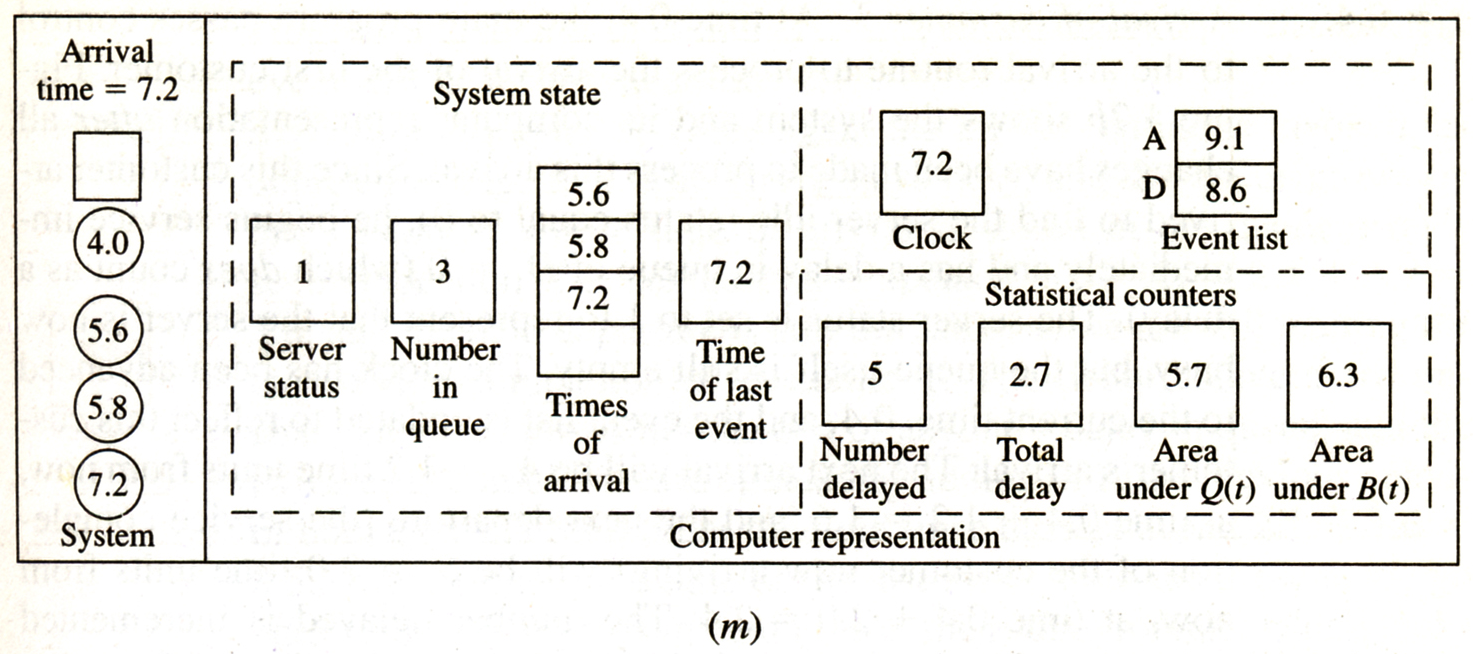 Arrival
time = 7.2
4.0
5.6
5.8
7.2
System
System state
1
Server
status
3
Number
in
queue
5.6
5.8
7.2
Times
of
arrival
7.2
Time
of last
event
7.2
Clock
A 9.1
D 8.6
Event list
Statistical counters
5
Number
delayed
2.7
Total
delay
5.7
Area
under Q(t)
6.3
Area
under B(t)
Computer representation
(m)